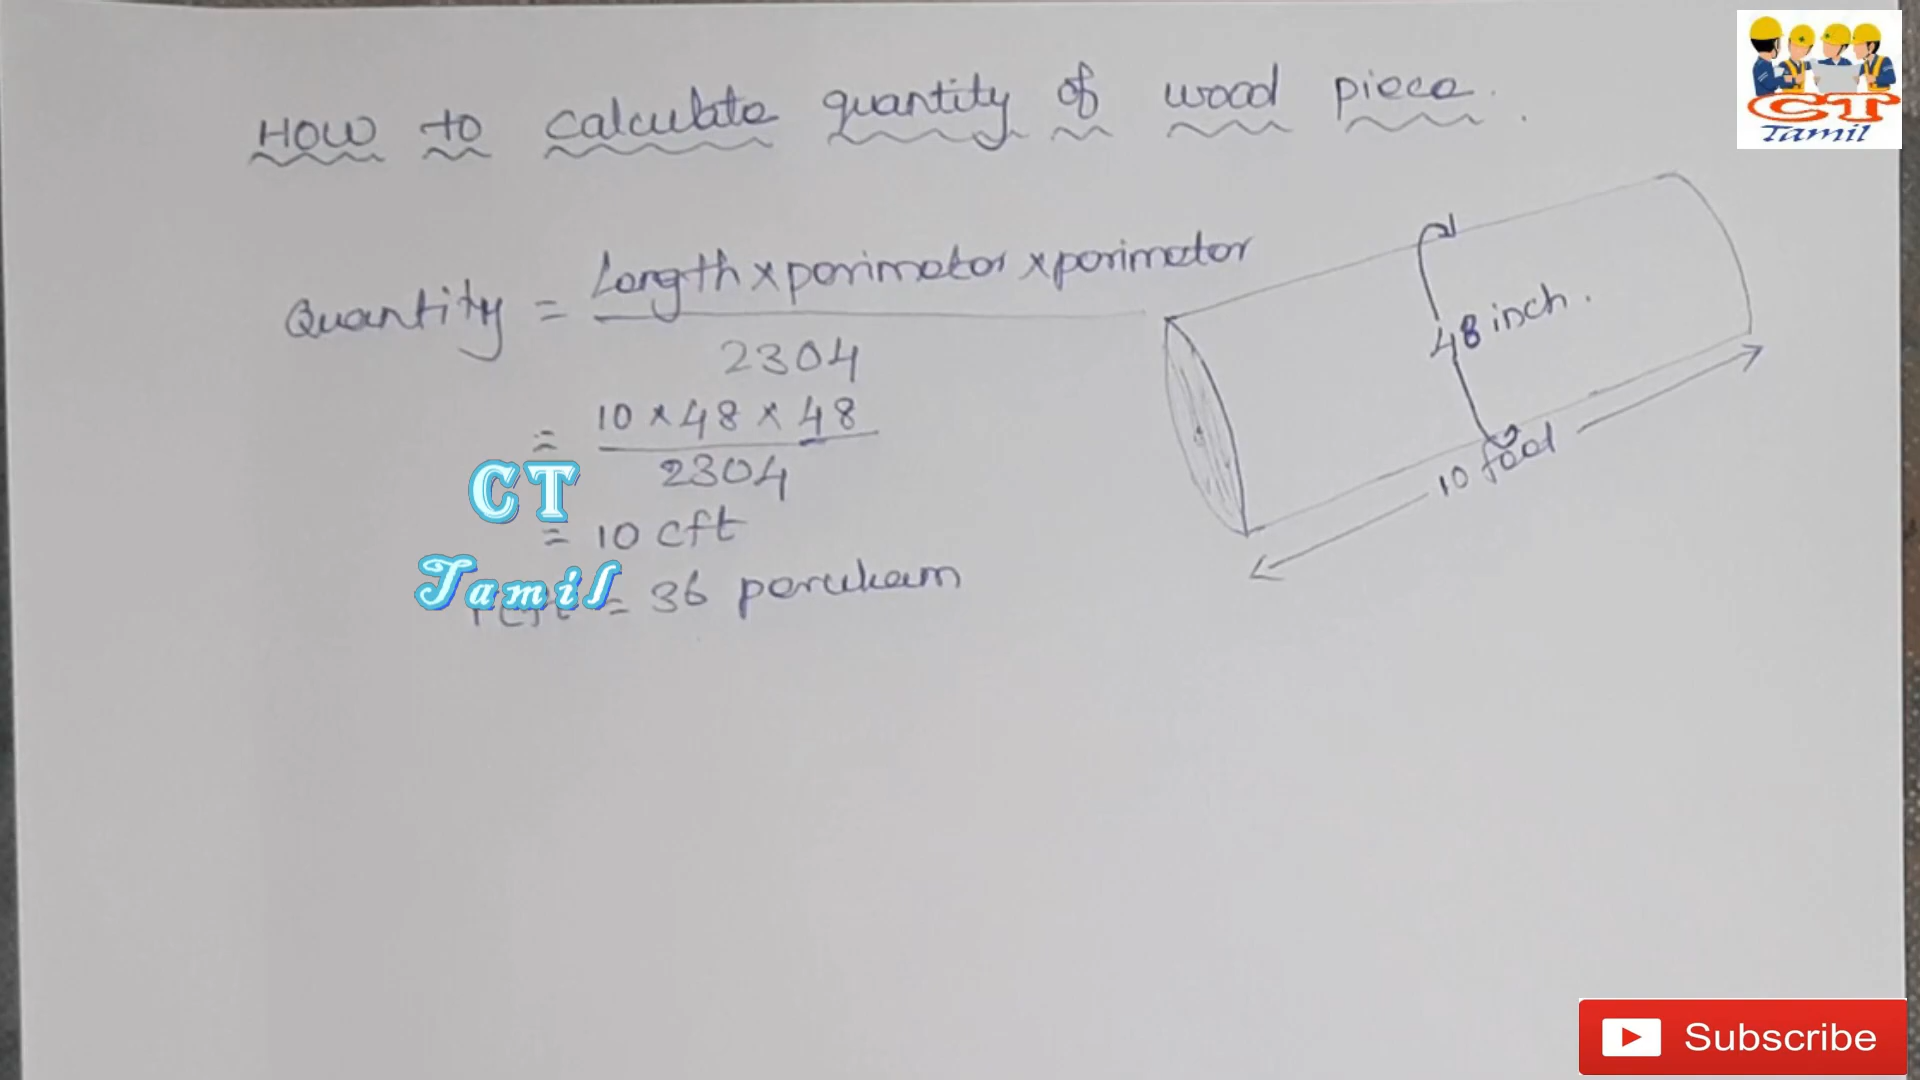 How to calculate quantity of wood piece.
Quantity = Length x perimeter x perimeter
2304
= 10 x 48 x 48
2304
= 10 cft
= 36 perukam
48 inch.
10 feet
CT
Tamil
CT
Tamil
Subscribe